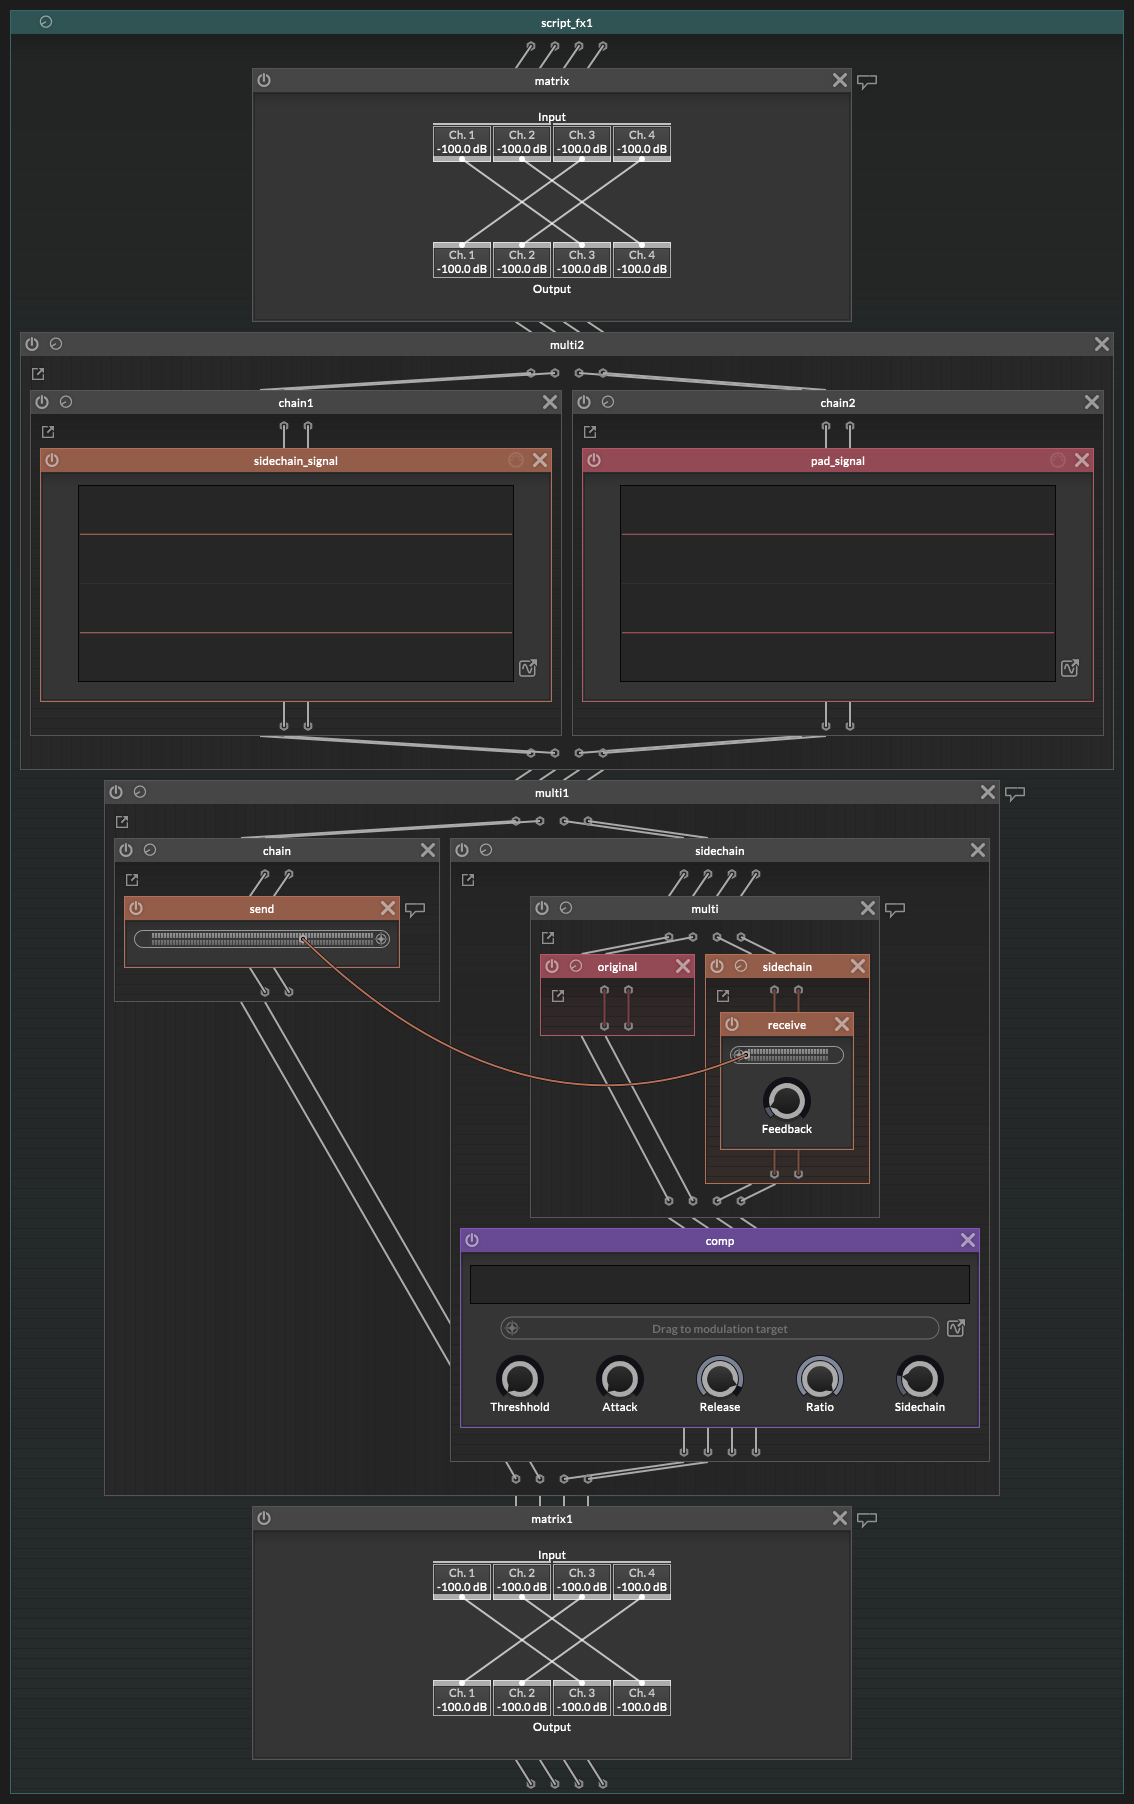 script_fx1
matrix
Input
Ch. 1 Ch. 2 Ch. 3 Ch. 4
-100.0 dB -100.0 dB -100.0 dB -100.0 dB
Ch. 1 Ch. 2 Ch. 3 Ch. 4
-100.0 dB -100.0 dB -100.0 dB -100.0 dB
Output
multi2
chain1 chain2
sidechain_signal pad_signal
multi1
chain sidechain
send multi
original sidechain
receive
Feedback
comp
Drag to modulation target
Threshhold Attack Release Ratio Sidechain
matrix1
Input
Ch. 1 Ch. 2 Ch. 3 Ch. 4
-100.0 dB -100.0 dB -100.0 dB -100.0 dB
Ch. 1 Ch. 2 Ch. 3 Ch. 4
-100.0 dB -100.0 dB -100.0 dB -100.0 dB
Output